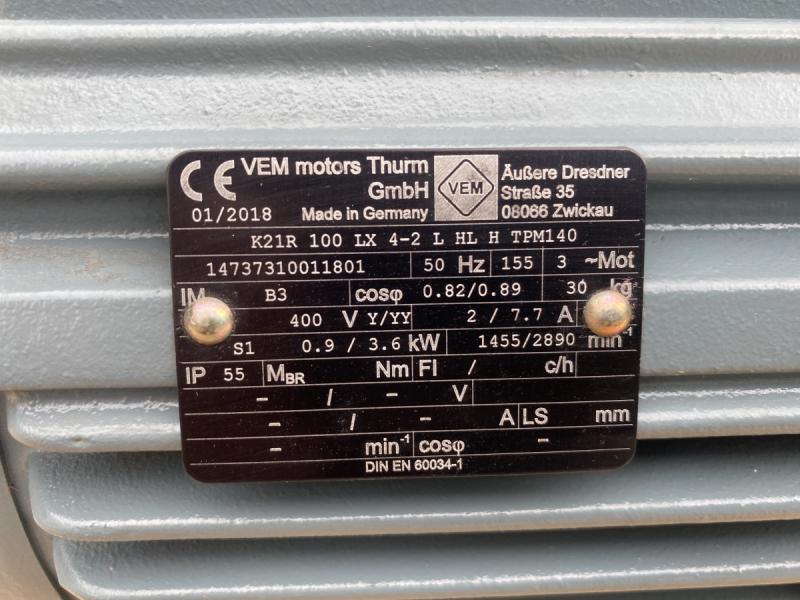 CE VEM motors Thurm GmbH
VEM
Äußere Dresdner
Straße 35
08066 Zwickau
01/2018 Made in Germany
K21R 100 LX 4-2 L HL H TPM140
14737310011801 50 Hz 155 3 ~Mot
IM B3 cosφ 0.82/0.89 30 kg
400 V Y/YY 2 / 7.7 A
S1 0.9 / 3.6 kW 1455/2890 min⁻¹
IP 55 MBR Nm Fl / c/h
- / - V
- / - A LS mm
- min⁻¹ cosφ -
DIN EN 60034-1